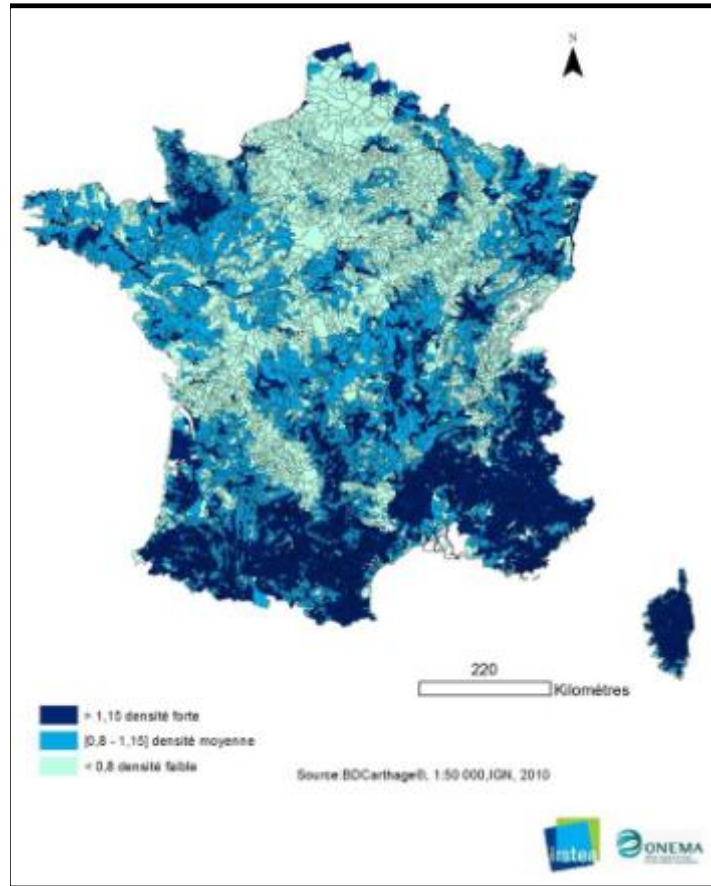 N
220
Kilométres
> 1,15 densité forte
[0,8 - 1,15] densité moyenne
< 0,8 densité faible
Source:BDCarthage®, 1:50 000,IGN, 2010
irstea
ONEMA